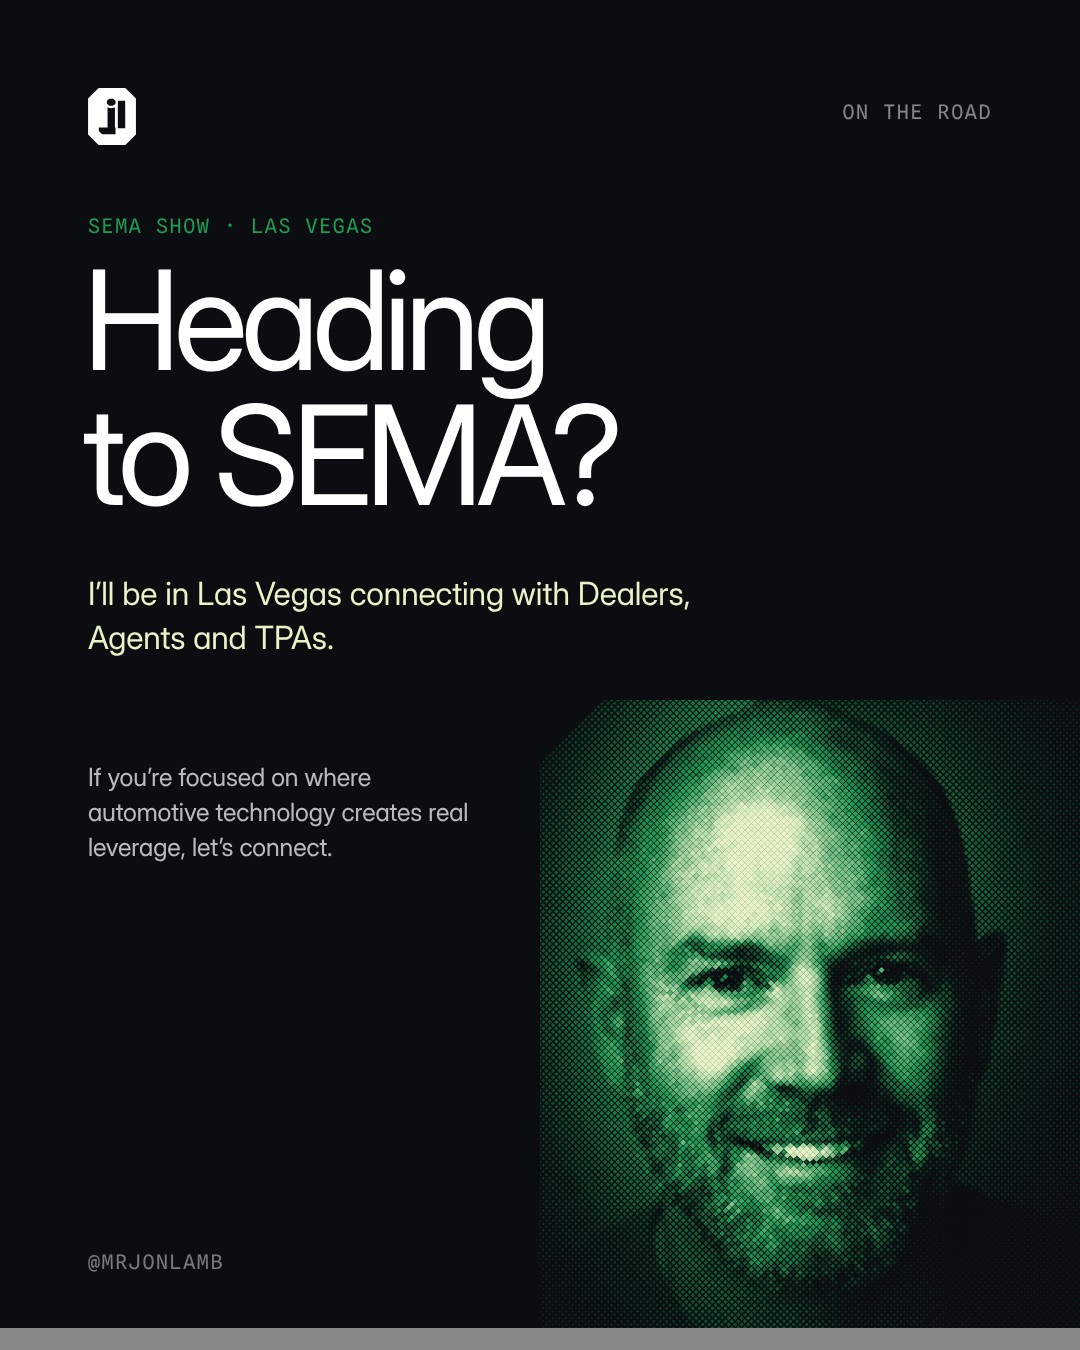 jl
ON THE ROAD
SEMA SHOW · LAS VEGAS
Heading
to SEMA?
I’ll be in Las Vegas connecting with Dealers,
Agents and TPAs.
If you’re focused on where
automotive technology creates real
leverage, let’s connect.
@MRJONLAMB